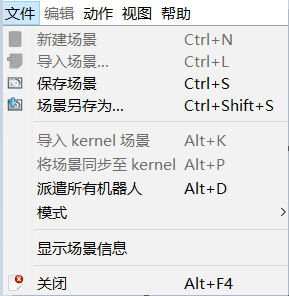 文件 编辑 动作 视图 帮助
新建场景 Ctrl+N
导入场景... Ctrl+L
保存场景 Ctrl+S
场景另存为... Ctrl+Shift+S
导入 kernel 场景 Alt+K
将场景同步至 kernel Alt+P
派遣所有机器人 Alt+D
模式
显示场景信息
关闭 Alt+F4